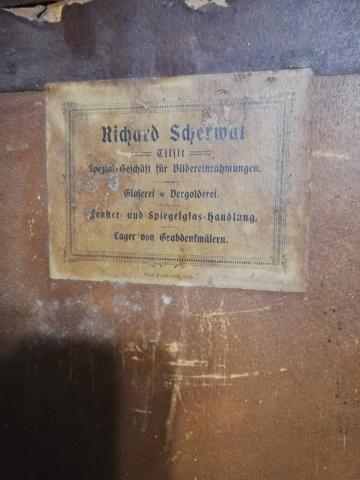 Richard Scherwat
Tilsit
Spezial-Geschäft für Bildereinrahmungen.
Glaserei Vergolderei.
Fenster- und Spiegelglas-Handlung.
Lager von Grabdenkmälern.